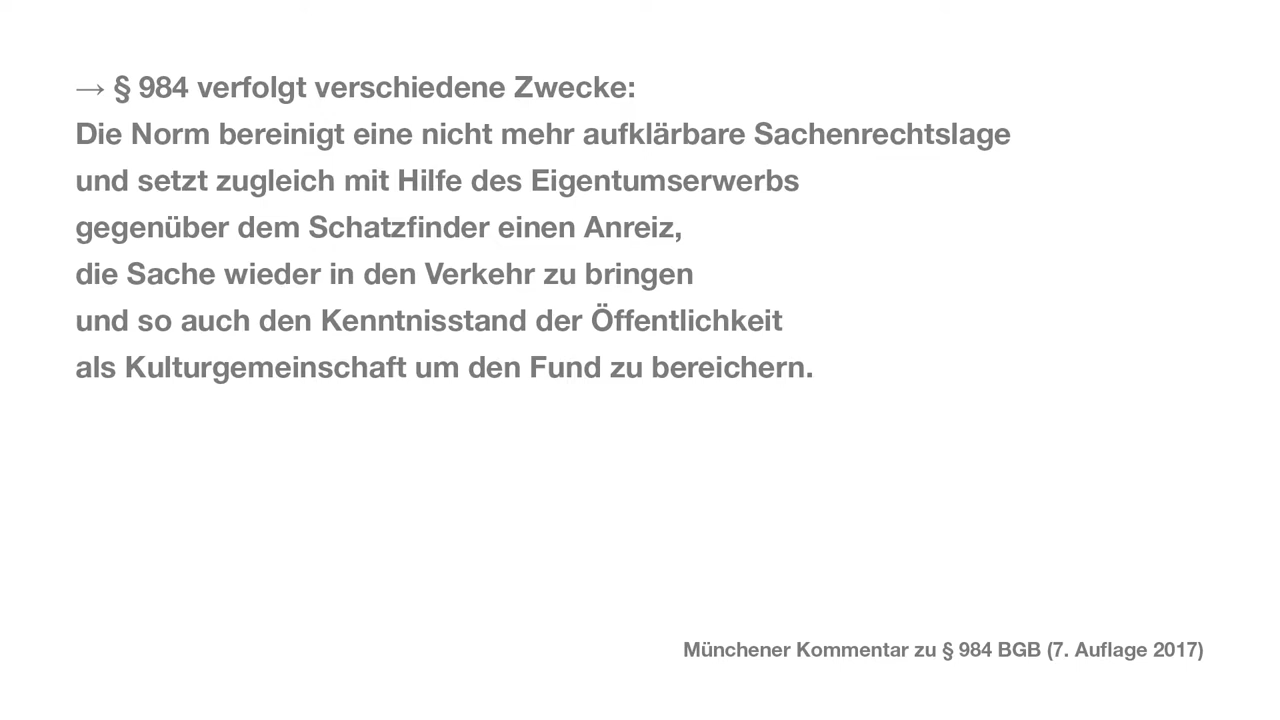 → § 984 verfolgt verschiedene Zwecke:
Die Norm bereinigt eine nicht mehr aufklärbare Sachenrechtslage
und setzt zugleich mit Hilfe des Eigentumserwerbs
gegenüber dem Schatzfinder einen Anreiz,
die Sache wieder in den Verkehr zu bringen
und so auch den Kenntnisstand der Öffentlichkeit
als Kulturgemeinschaft um den Fund zu bereichern.
Münchener Kommentar zu § 984 BGB (7. Auflage 2017)